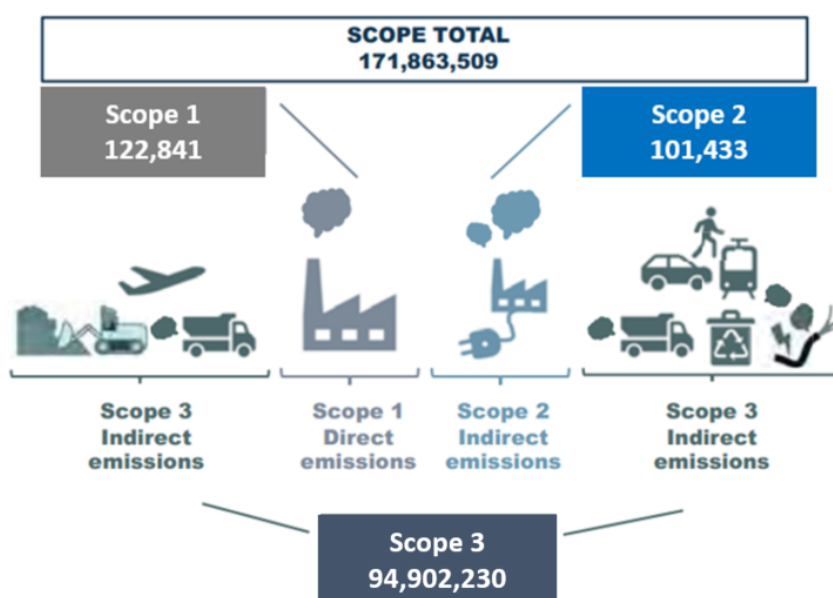 SCOPE TOTAL
171,863,509
Scope 1
122,841
Scope 2
101,433
Scope 3
Indirect
emissions
Scope 1
Direct
emissions
Scope 2
Indirect
emissions
Scope 3
Indirect
emissions
Scope 3
94,902,230